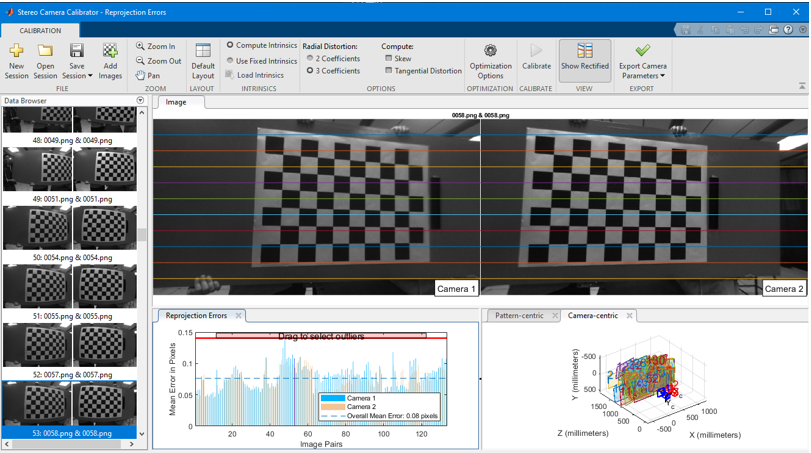 Stereo Camera Calibrator - Reprojection Errors
CALIBRATION
New Session
Open Session
Save Session
Add Images
Zoom In
Zoom Out
Pan
Default Layout
Compute Intrinsics
Use Fixed Intrinsics
Load Intrinsics
Radial Distortion:
2 Coefficients
3 Coefficients
Compute:
Skew
Tangential Distortion
Optimization Options
Calibrate
Show Rectified
Export Camera Parameters
FILE
ZOOM
LAYOUT
INTRINSICS
OPTIONS
OPTIMIZATION
CALIBRATE
VIEW
EXPORT
Data Browser
48: 0049.png & 0049.png
49: 0051.png & 0051.png
50: 0054.png & 0054.png
51: 0055.png & 0055.png
52: 0057.png & 0057.png
53: 0058.png & 0058.png
Image
0058.png & 0058.png
Camera 1
Camera 2
Reprojection Errors
0.15
0.1
0.05
0
Mean Error in Pixels
Drag to select outliers
Camera 1
Camera 2
Overall Mean Error: 0.08 pixels
20 40 60 80 100 120
Image Pairs
Pattern-centric
Camera-centric
Y (millimeters)
-500
0
500
1500
1000
500
0
Z (millimeters)
-500
0
500
1000
X (millimeters)